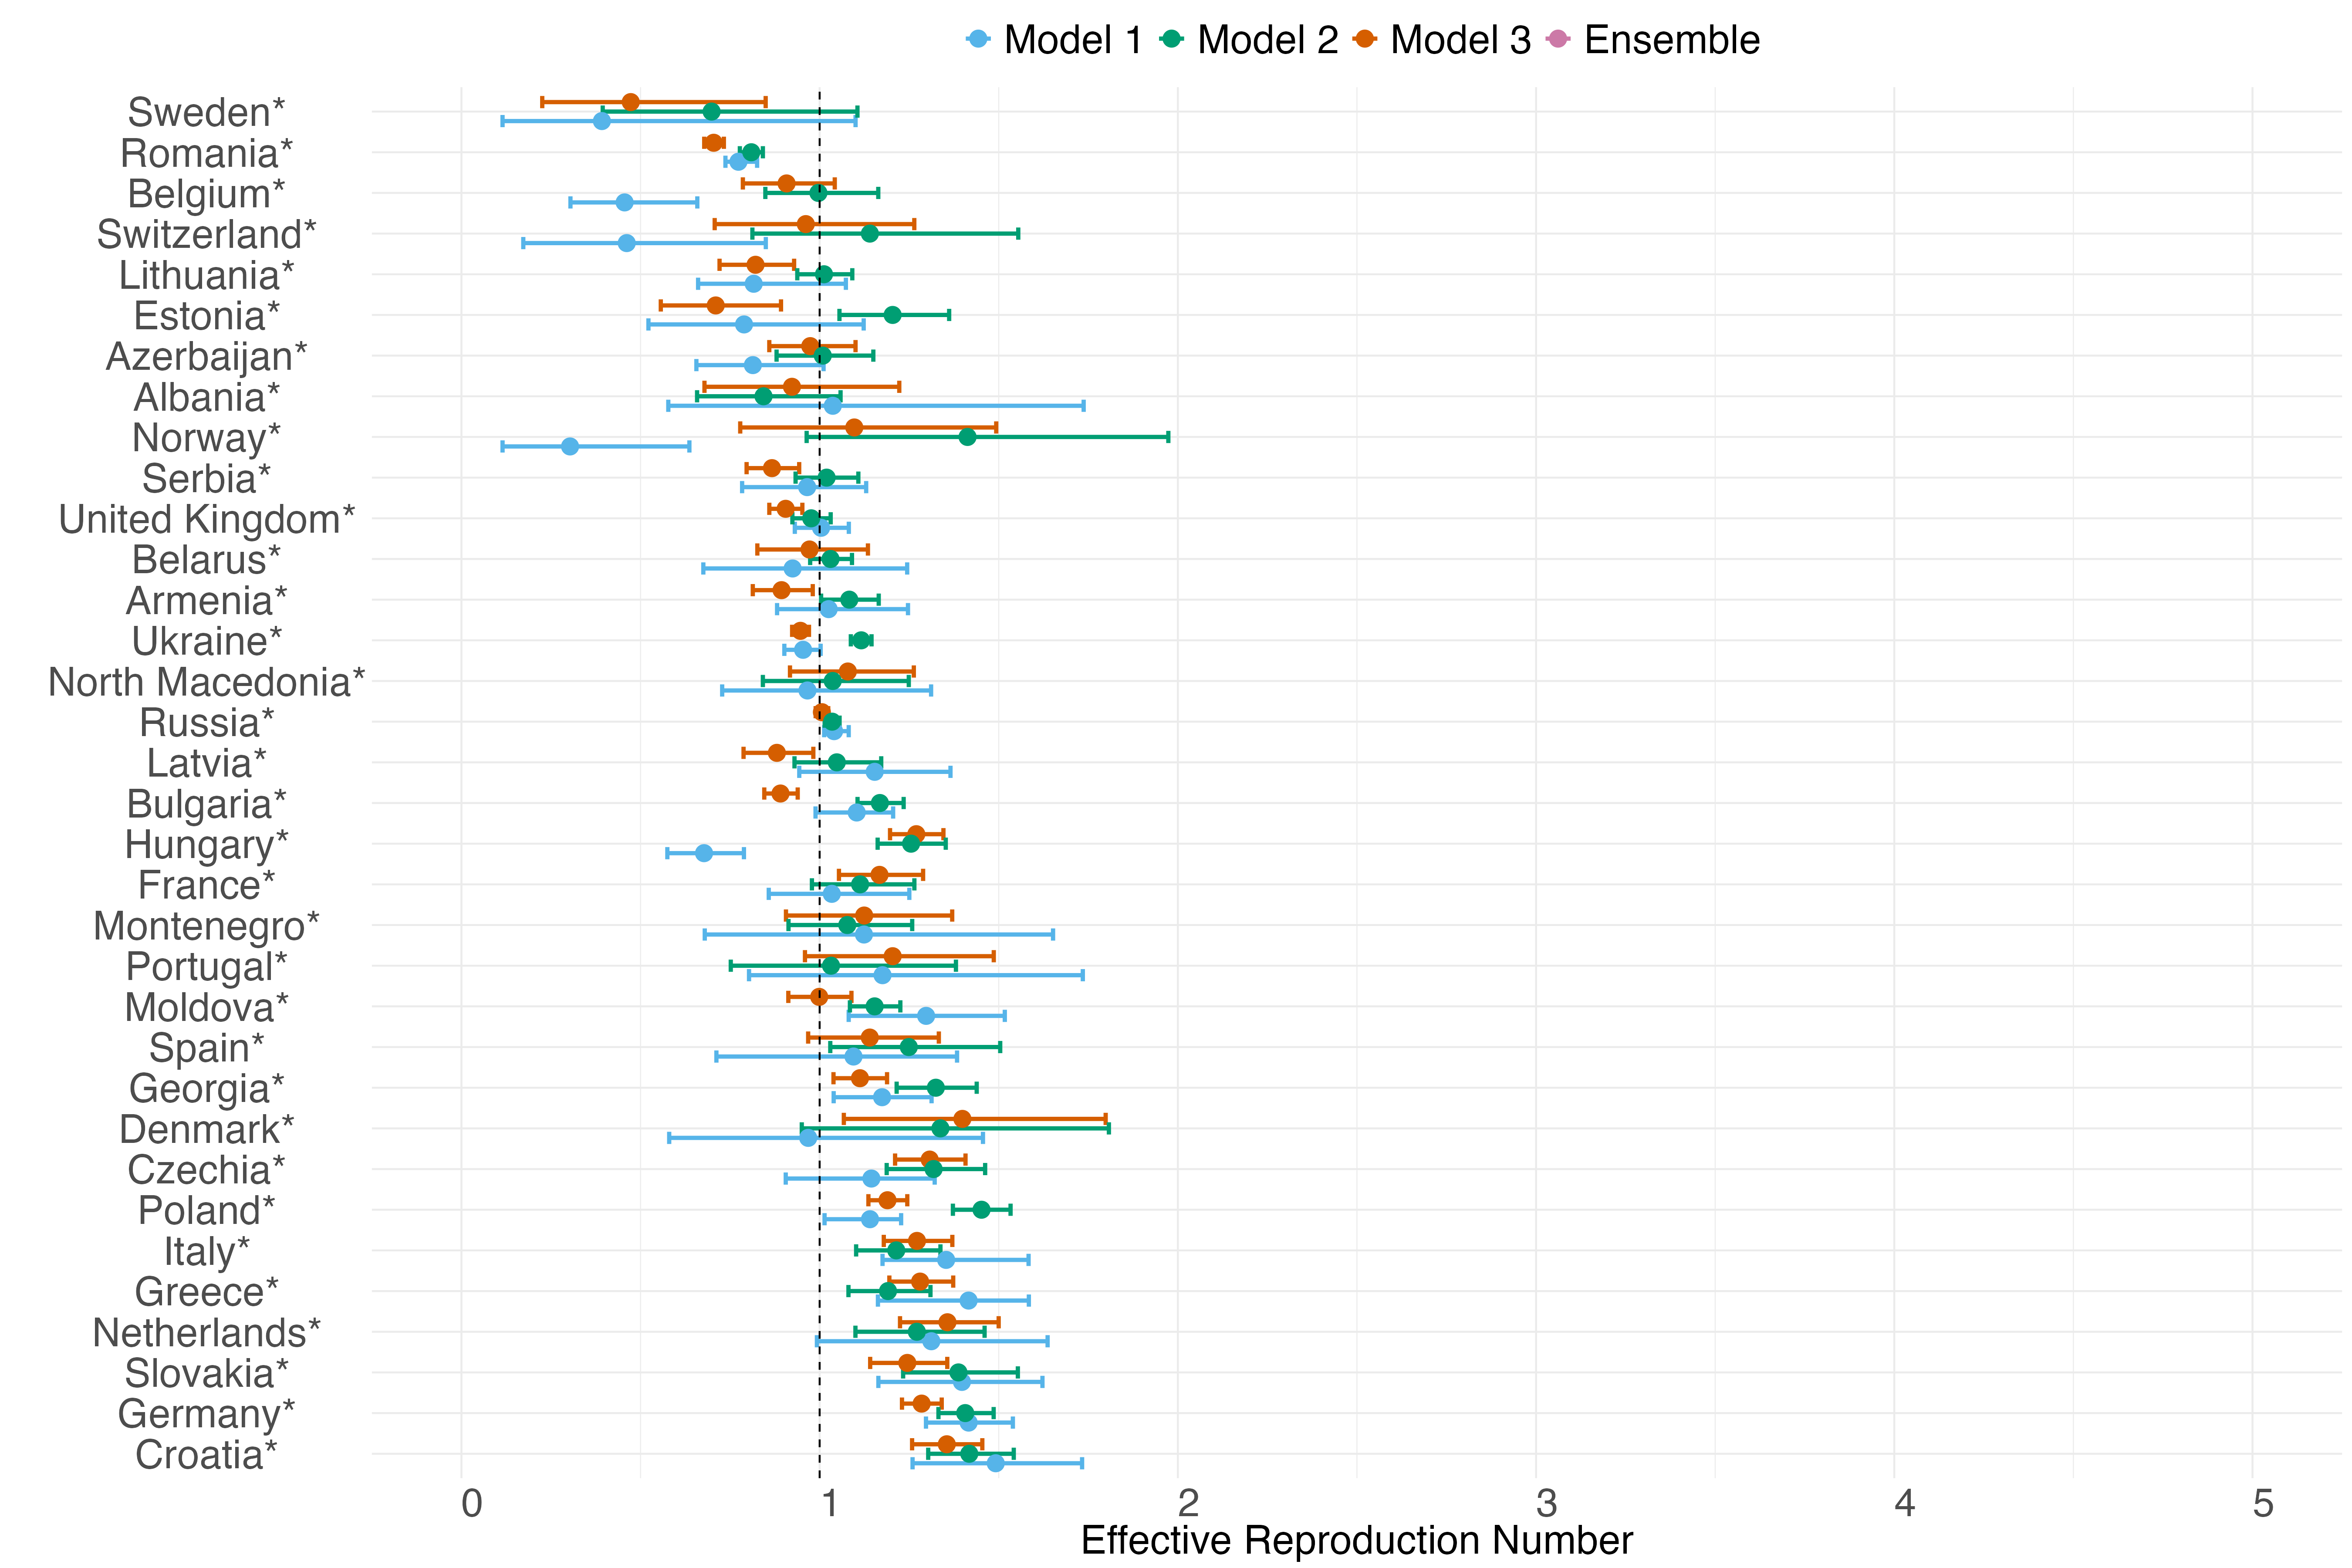 Model 1 Model 2 Model 3 Ensemble
Sweden*
Romania*
Belgium*
Switzerland*
Lithuania*
Estonia*
Azerbaijan*
Albania*
Norway*
Serbia*
United Kingdom*
Belarus*
Armenia*
Ukraine*
North Macedonia*
Russia*
Latvia*
Bulgaria*
Hungary*
France*
Montenegro*
Portugal*
Moldova*
Spain*
Georgia*
Denmark*
Czechia*
Poland*
Italy*
Greece*
Netherlands*
Slovakia*
Germany*
Croatia*
0 1 2 3 4 5
Effective Reproduction Number